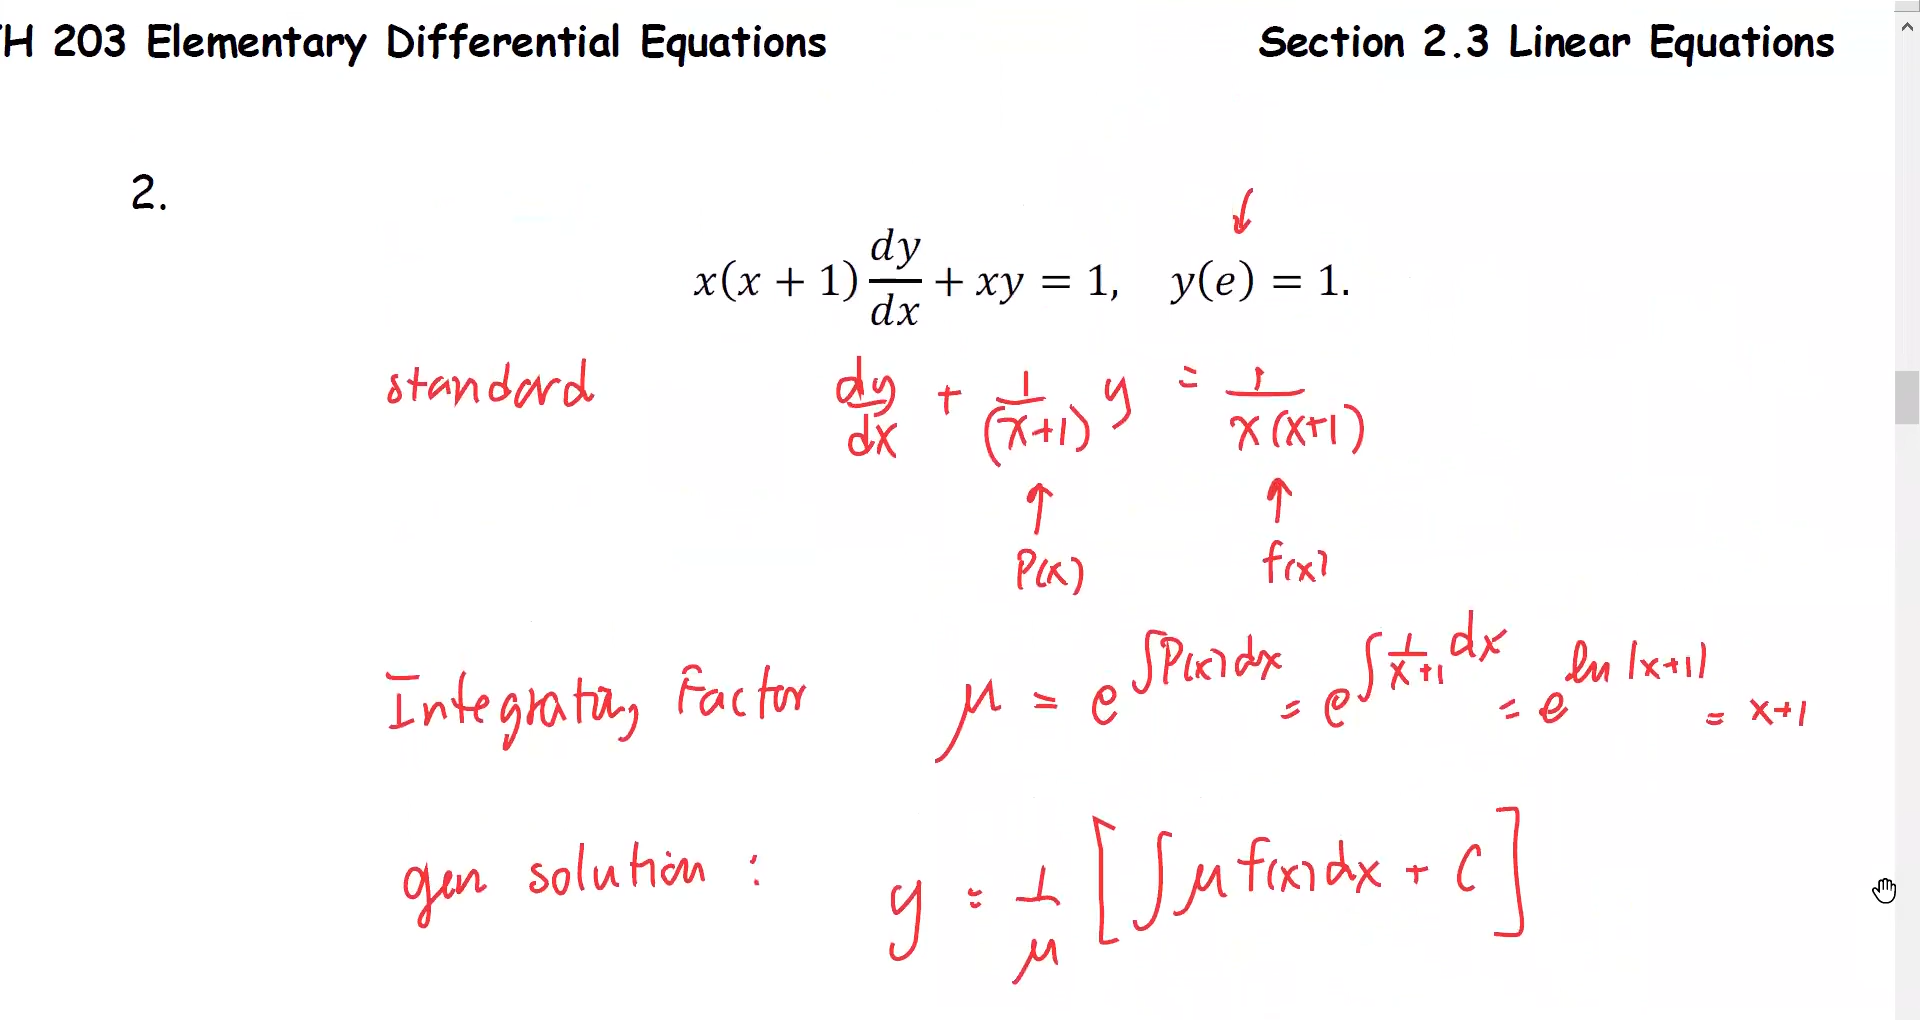 TH 203 Elementary Differential Equations Section 2.3 Linear Equations
2.
x(x + 1) dy/dx + xy = 1, y(e) = 1.
standard dy/dx + 1/(x+1) y = 1/x(x+1)
↑ ↑
P(x) f(x)
Integrating Factor μ = e^∫P(x)dx = e^∫1/x+1 dx = e^ln|x+1| = x+1
gen solution : y = 1/μ [∫μ f(x)dx + C]